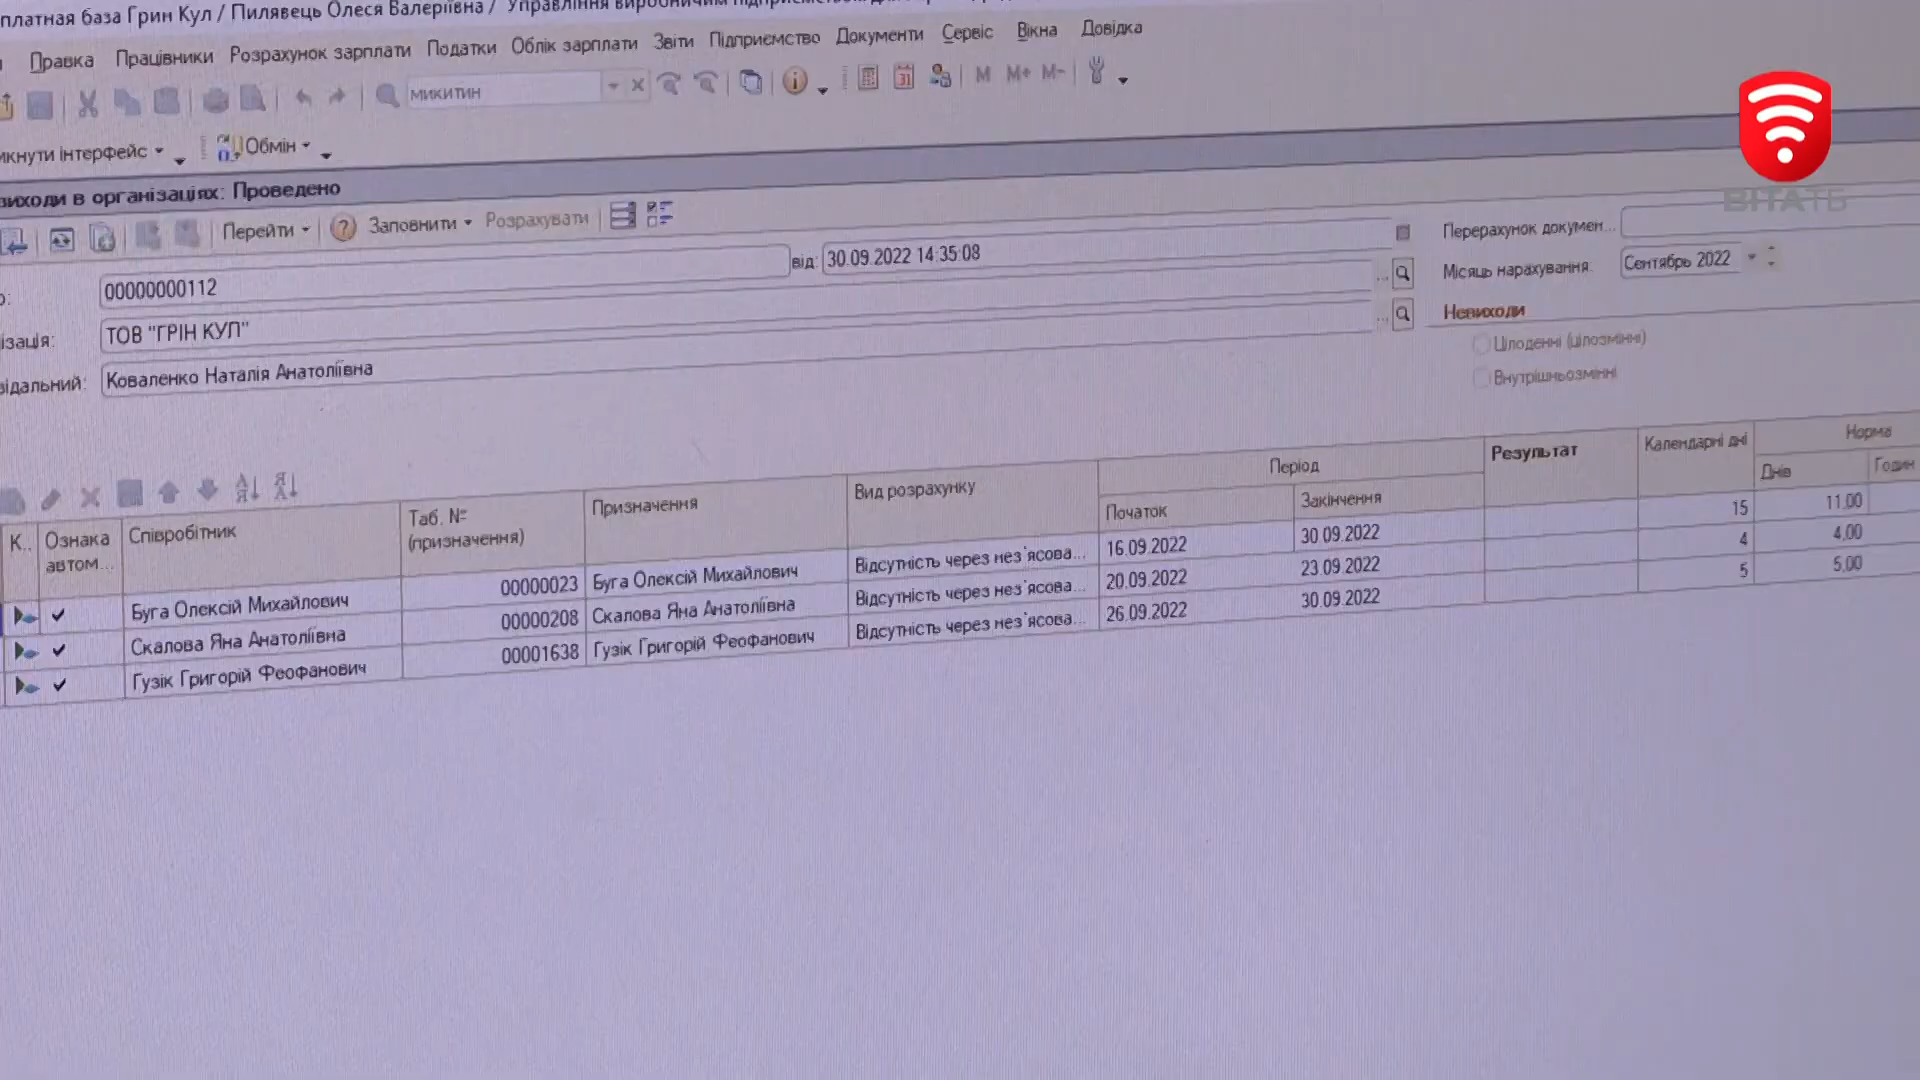 платная база Грин Кул / Пилявець Олеся Валеріївна / Управління виробничим
Правка Працівники Розрахунок зарплати Податки Облік зарплати Звіти Підприємство Документи Сервіс Вікна Довідка
микитин
M M+ M-
икнути інтерфейс Обмін
виходи в організаціях: Проведено
Перейти Заповнити Розрахувати
00000000112 від: 30.09.2022 14:35:08
ізація: ТОВ "ГРІН КУЛ"
відальний: Коваленко Наталія Анатоліївна
Перерахунок докумен...
Місяць нарахування: Сентябрь 2022
Невиходи
Цілоденні (цілозмінні)
Внутрішньозмінні
К.. Ознака автом... Співробітник Таб. № (призначення) Призначення Вид розрахунку Період Початок Закінчення Результат Календарні дні Норма Днів Годин
Буга Олексій Михайлович 00000023 Буга Олексій Михайлович Відсутність через нез'ясова... 16.09.2022 30.09.2022 15 11,00
Скалова Яна Анатоліївна 00000208 Скалова Яна Анатоліївна Відсутність через нез'ясова... 20.09.2022 23.09.2022 4 4,00
Гузік Григорій Феофанович 00001638 Гузік Григорій Феофанович Відсутність через нез'ясова... 26.09.2022 30.09.2022 5 5,00
ВІТАТБ